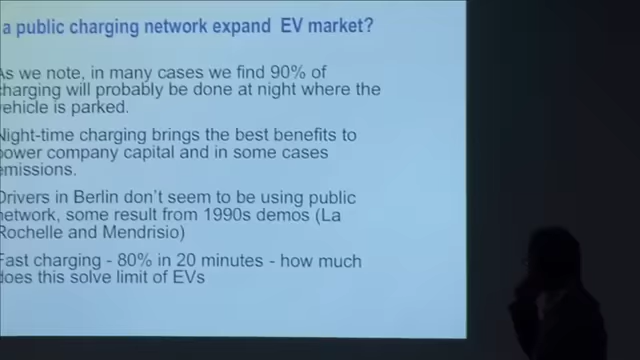 a public charging network expand EV market?
As we note, in many cases we find 90% of
charging will probably be done at night where the
vehicle is parked.
Night-time charging brings the best benefits to
power company capital and in some cases
emissions.
Drivers in Berlin don't seem to be using public
network, some result from 1990s demos (La
Rochelle and Mendrisio)
Fast charging - 80% in 20 minutes - how much
does this solve limit of EVs